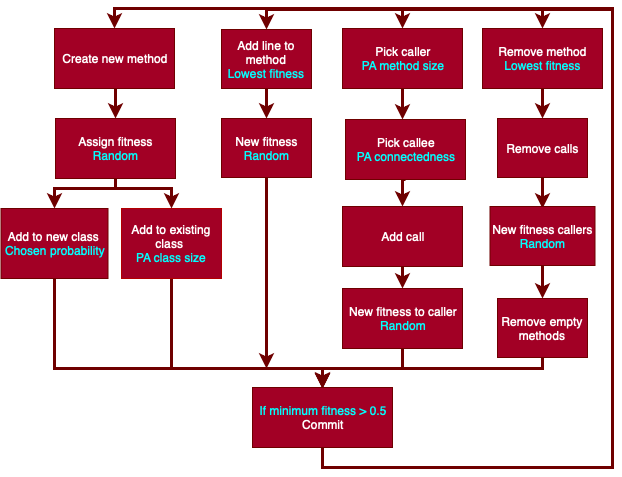 Create new method
Assign fitness
Random
Add to new class
Chosen probability
Add to existing
class
PA class size
Add line to
method
Lowest fitness
New fitness
Random
Pick caller
PA method size
Pick callee
PA connectedness
Add call
New fitness to caller
Random
Remove method
Lowest fitness
Remove calls
New fitness callers
Random
Remove empty
methods
If minimum fitness > 0.5
Commit